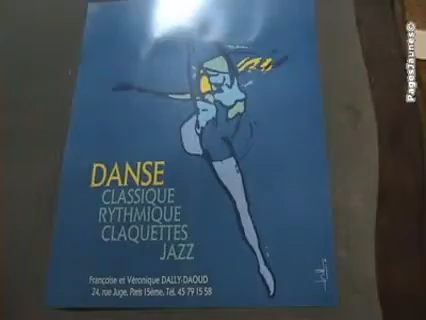 DANSE
CLASSIQUE
RYTHMIQUE
CLAQUETTES
JAZZ
Françoise et Véronique DALLY-DAOUD
24, rue Juge, Paris 15ème, Tél. 45 79 15 58
PagesJaunes©